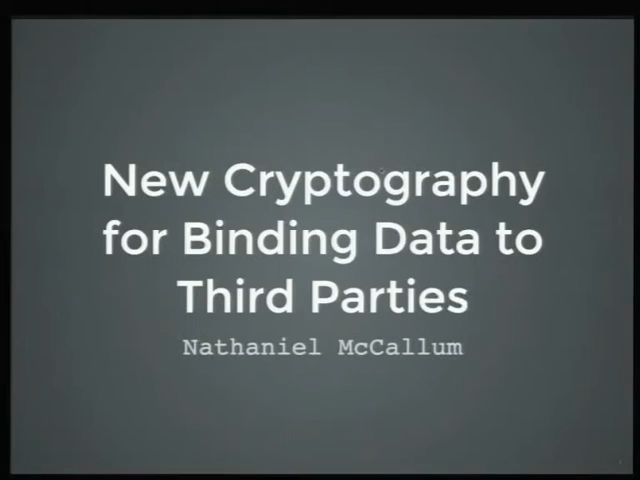 New Cryptography
for Binding Data to
Third Parties
Nathaniel McCallum